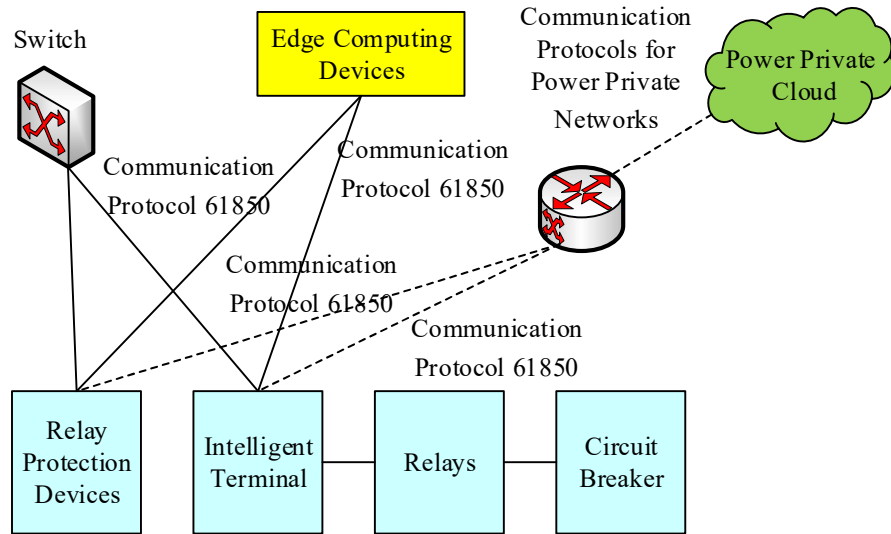 Switch
Edge Computing
Devices
Communication
Protocols for
Power Private
Networks
Power Private
Cloud
Communication
Protocol 61850
Communication
Protocol 61850
Communication
Protocol 61850
Communication
Protocol 61850
Relay
Protection
Devices
Intelligent
Terminal
Relays
Circuit
Breaker